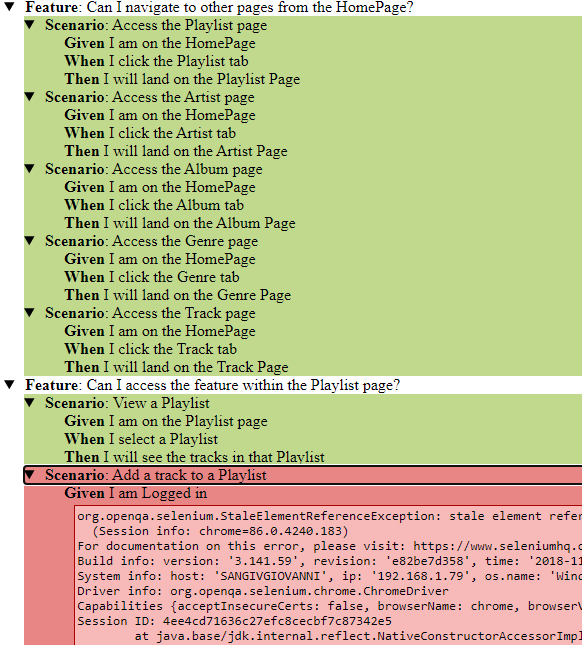 ▼ Feature: Can I navigate to other pages from the HomePage?
▼ Scenario: Access the Playlist page
Given I am on the HomePage
When I click the Playlist tab
Then I will land on the Playlist Page
▼ Scenario: Access the Artist page
Given I am on the HomePage
When I click the Artist tab
Then I will land on the Artist Page
▼ Scenario: Access the Album page
Given I am on the HomePage
When I click the Album tab
Then I will land on the Album Page
▼ Scenario: Access the Genre page
Given I am on the HomePage
When I click the Genre tab
Then I will land on the Genre Page
▼ Scenario: Access the Track page
Given I am on the HomePage
When I click the Track tab
Then I will land on the Track Page
▼ Feature: Can I access the feature within the Playlist page?
▼ Scenario: View a Playlist
Given I am on the Playlist page
When I select a Playlist
Then I will see the tracks in that Playlist
▼ Scenario: Add a track to a Playlist
Given I am Logged in
org.openqa.selenium.StaleElementReferenceException: stale element refer
(Session info: chrome=86.0.4240.183)
For documentation on this error, please visit: https://www.seleniumhq.o
Build info: version: '3.141.59', revision: 'e82be7d358', time: '2018-11
System info: host: 'SANGIVGIOVANNI', ip: '192.168.1.79', os.name: 'Wind
Driver info: org.openqa.selenium.chrome.ChromeDriver
Capabilities {acceptInsecureCerts: false, browserName: chrome, browserV
Session ID: 4ee4cd71636c27efc8cecbf7c87342e5
at java.base/jdk.internal.reflect.NativeConstructorAccessorImpl